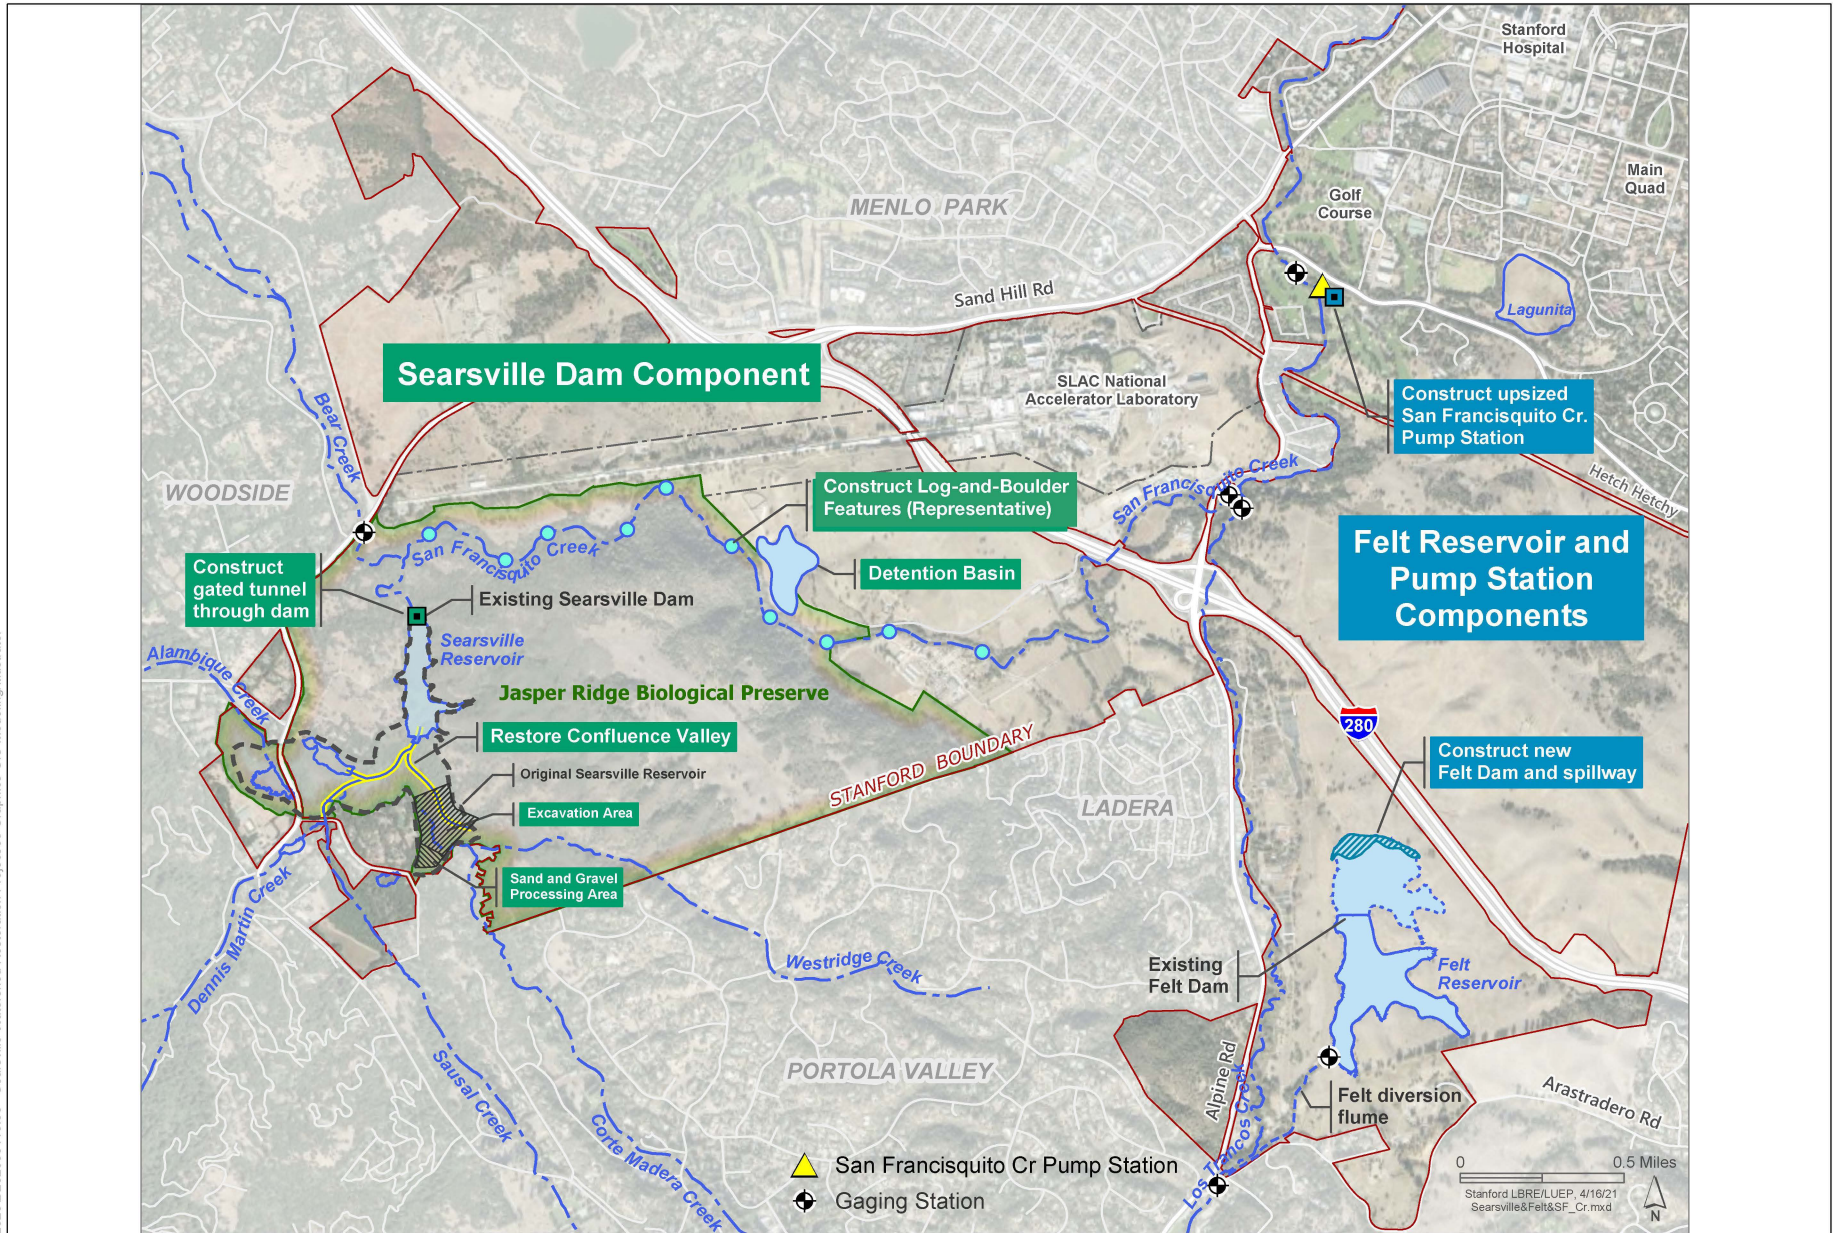 Stanford
Hospital
Main
Quad
Golf
Course
MENLO PARK
Sand Hill Rd
Lagunita
Searsville Dam Component
SLAC National
Accelerator Laboratory
Construct upsized
San Francisquito Cr.
Pump Station
Bear Creek
WOODSIDE
San Francisquito Creek
Hetch Hetchy
Construct Log-and-Boulder
Features (Representative)
Felt Reservoir and
Pump Station
Components
San Francisquito Creek
Construct
gated tunnel
through dam
Detention Basin
Existing Searsville Dam
Searsville
Reservoir
Alambique Creek
Jasper Ridge Biological Preserve
280
Restore Confluence Valley
STANFORD BOUNDARY
Construct new
Felt Dam and spillway
Original Searsville Reservoir
LADERA
Excavation Area
Sand and Gravel
Processing Area
Dennis Martin Creek
Westridge Creek
Existing
Felt Dam
Felt
Reservoir
Sausal Creek
PORTOLA VALLEY
Alpine Rd
Felt diversion
flume
Arastradero Rd
Corte Madera Creek
Los Trancos Creek
San Francisquito Cr Pump Station
Gaging Station
0 0.5 Miles
Stanford LBRE/LUEP, 4/16/21
Searsville&Felt&SF_Cr.mxd
N